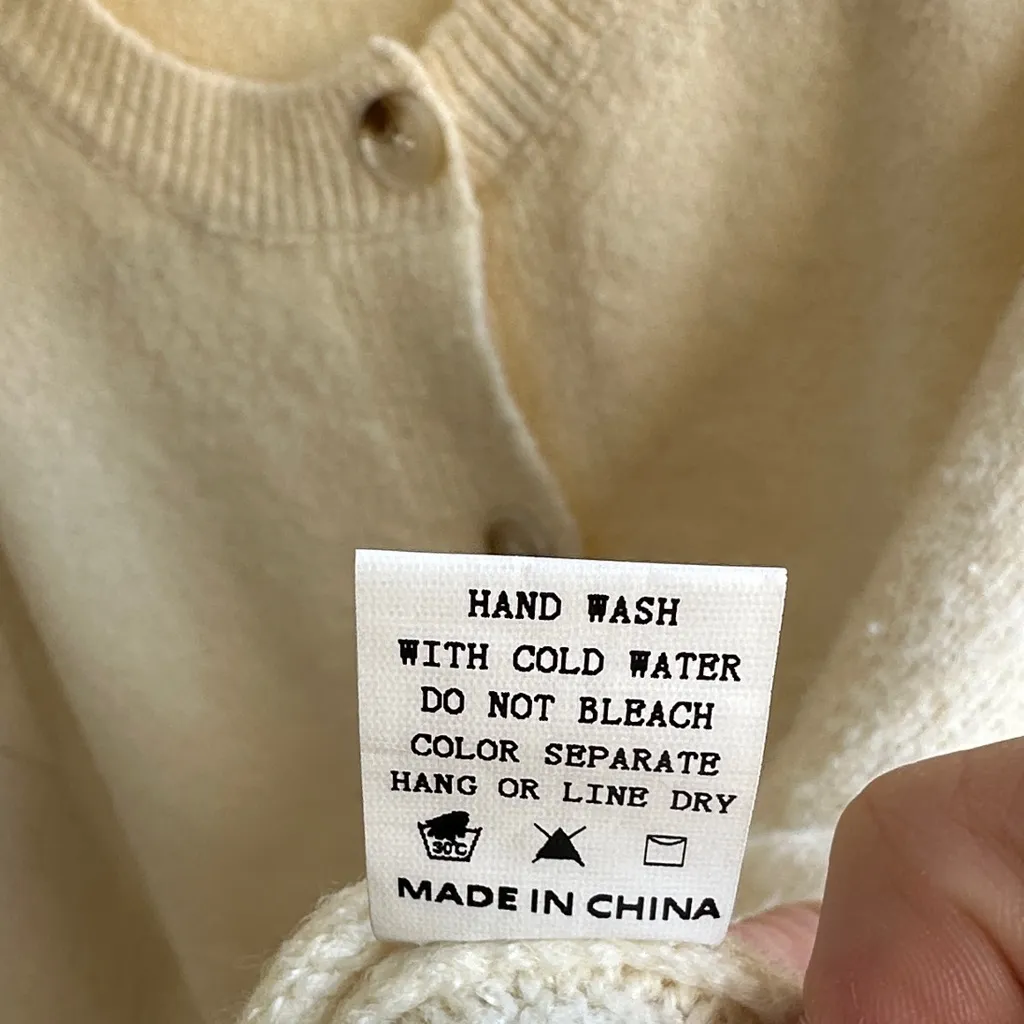 HAND WASH
WITH COLD WATER
DO NOT BLEACH
COLOR SEPARATE
HANG OR LINE DRY
30℃
MADE IN CHINA